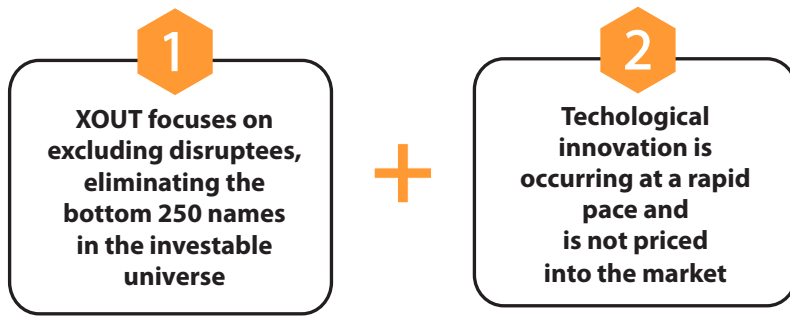 1
XOUT focuses on
excluding disruptees,
eliminating the
bottom 250 names
in the investable
universe
+
2
Techological
innovation is
occurring at a rapid
pace and
is not priced
into the market